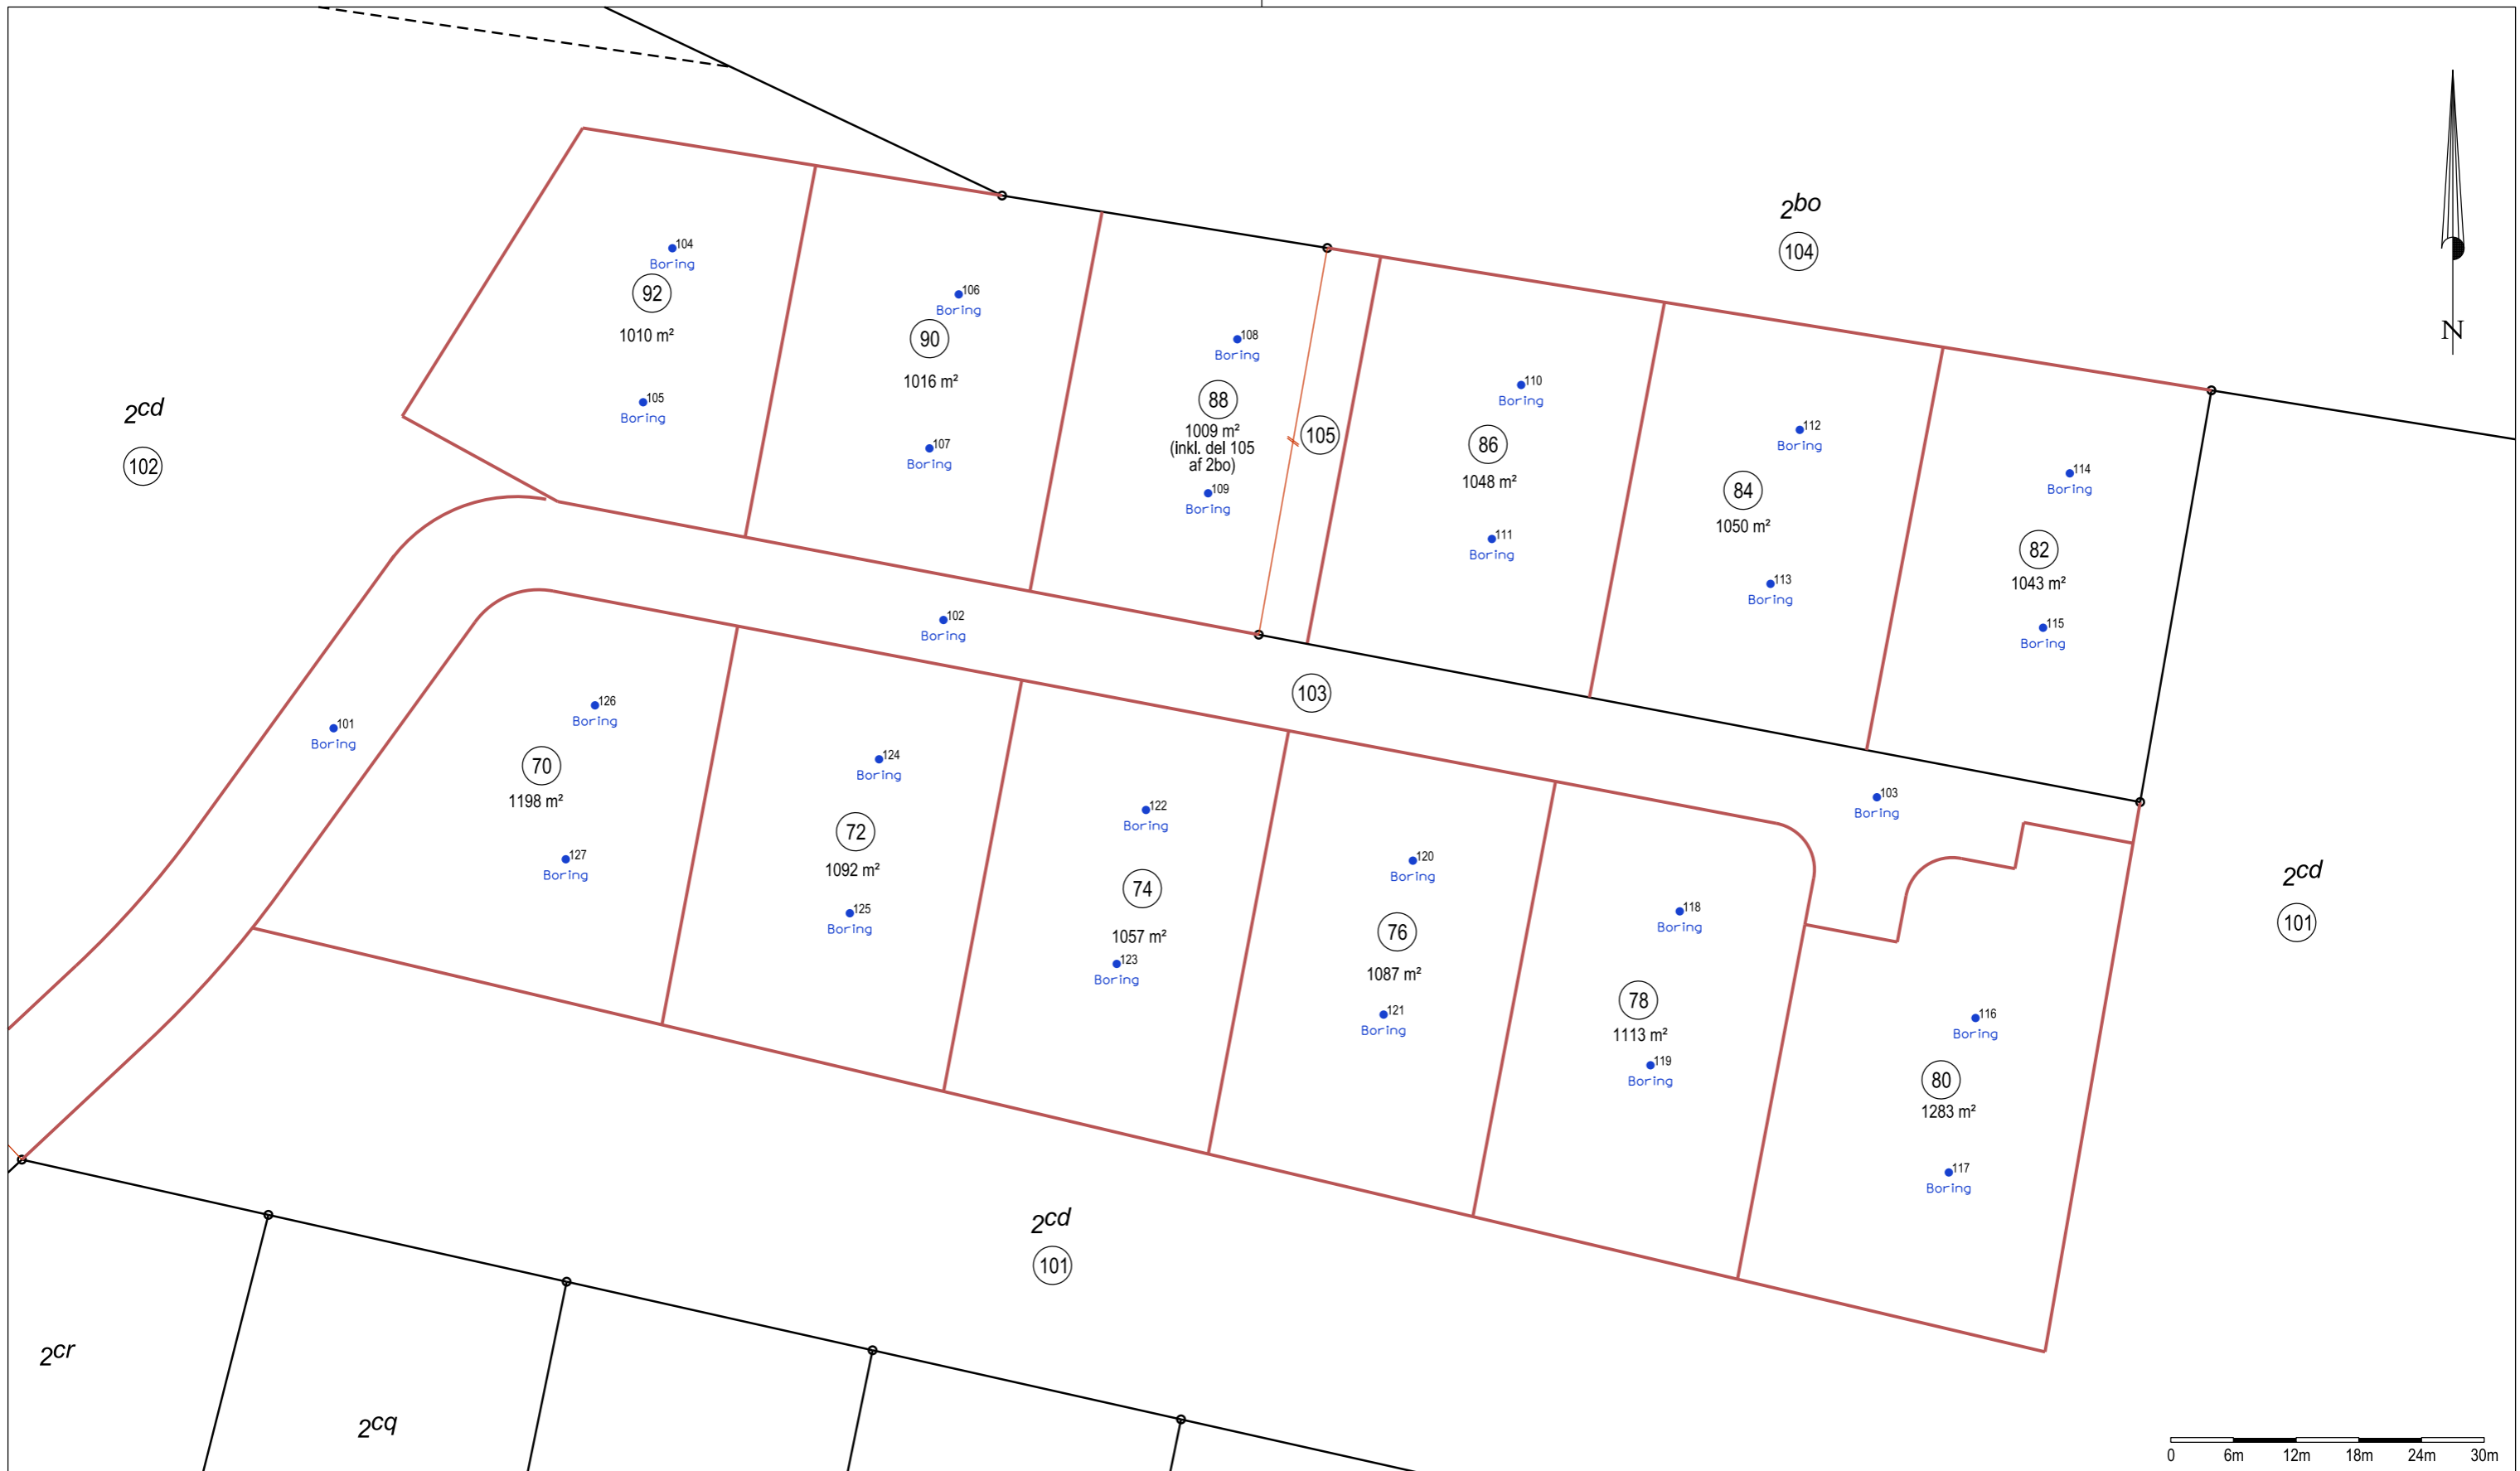 2bo
104
N
104
Boring
92
1010 m²
105
Boring
106
Boring
90
1016 m²
107
Boring
108
Boring
88
1009 m²
(inkl. del 105
af 2bo)
109
Boring
105
110
Boring
86
1048 m²
111
Boring
112
Boring
84
1050 m²
113
Boring
114
Boring
82
1043 m²
115
Boring
2cd
102
102
Boring
103
101
Boring
103
Boring
126
Boring
70
1198 m²
127
Boring
124
Boring
72
1092 m²
125
Boring
122
Boring
74
1057 m²
123
Boring
120
Boring
76
1087 m²
121
Boring
118
Boring
78
1113 m²
119
Boring
116
Boring
80
1283 m²
117
Boring
2cd
101
2cd
101
2cr
2cq
0 6m 12m 18m 24m 30m